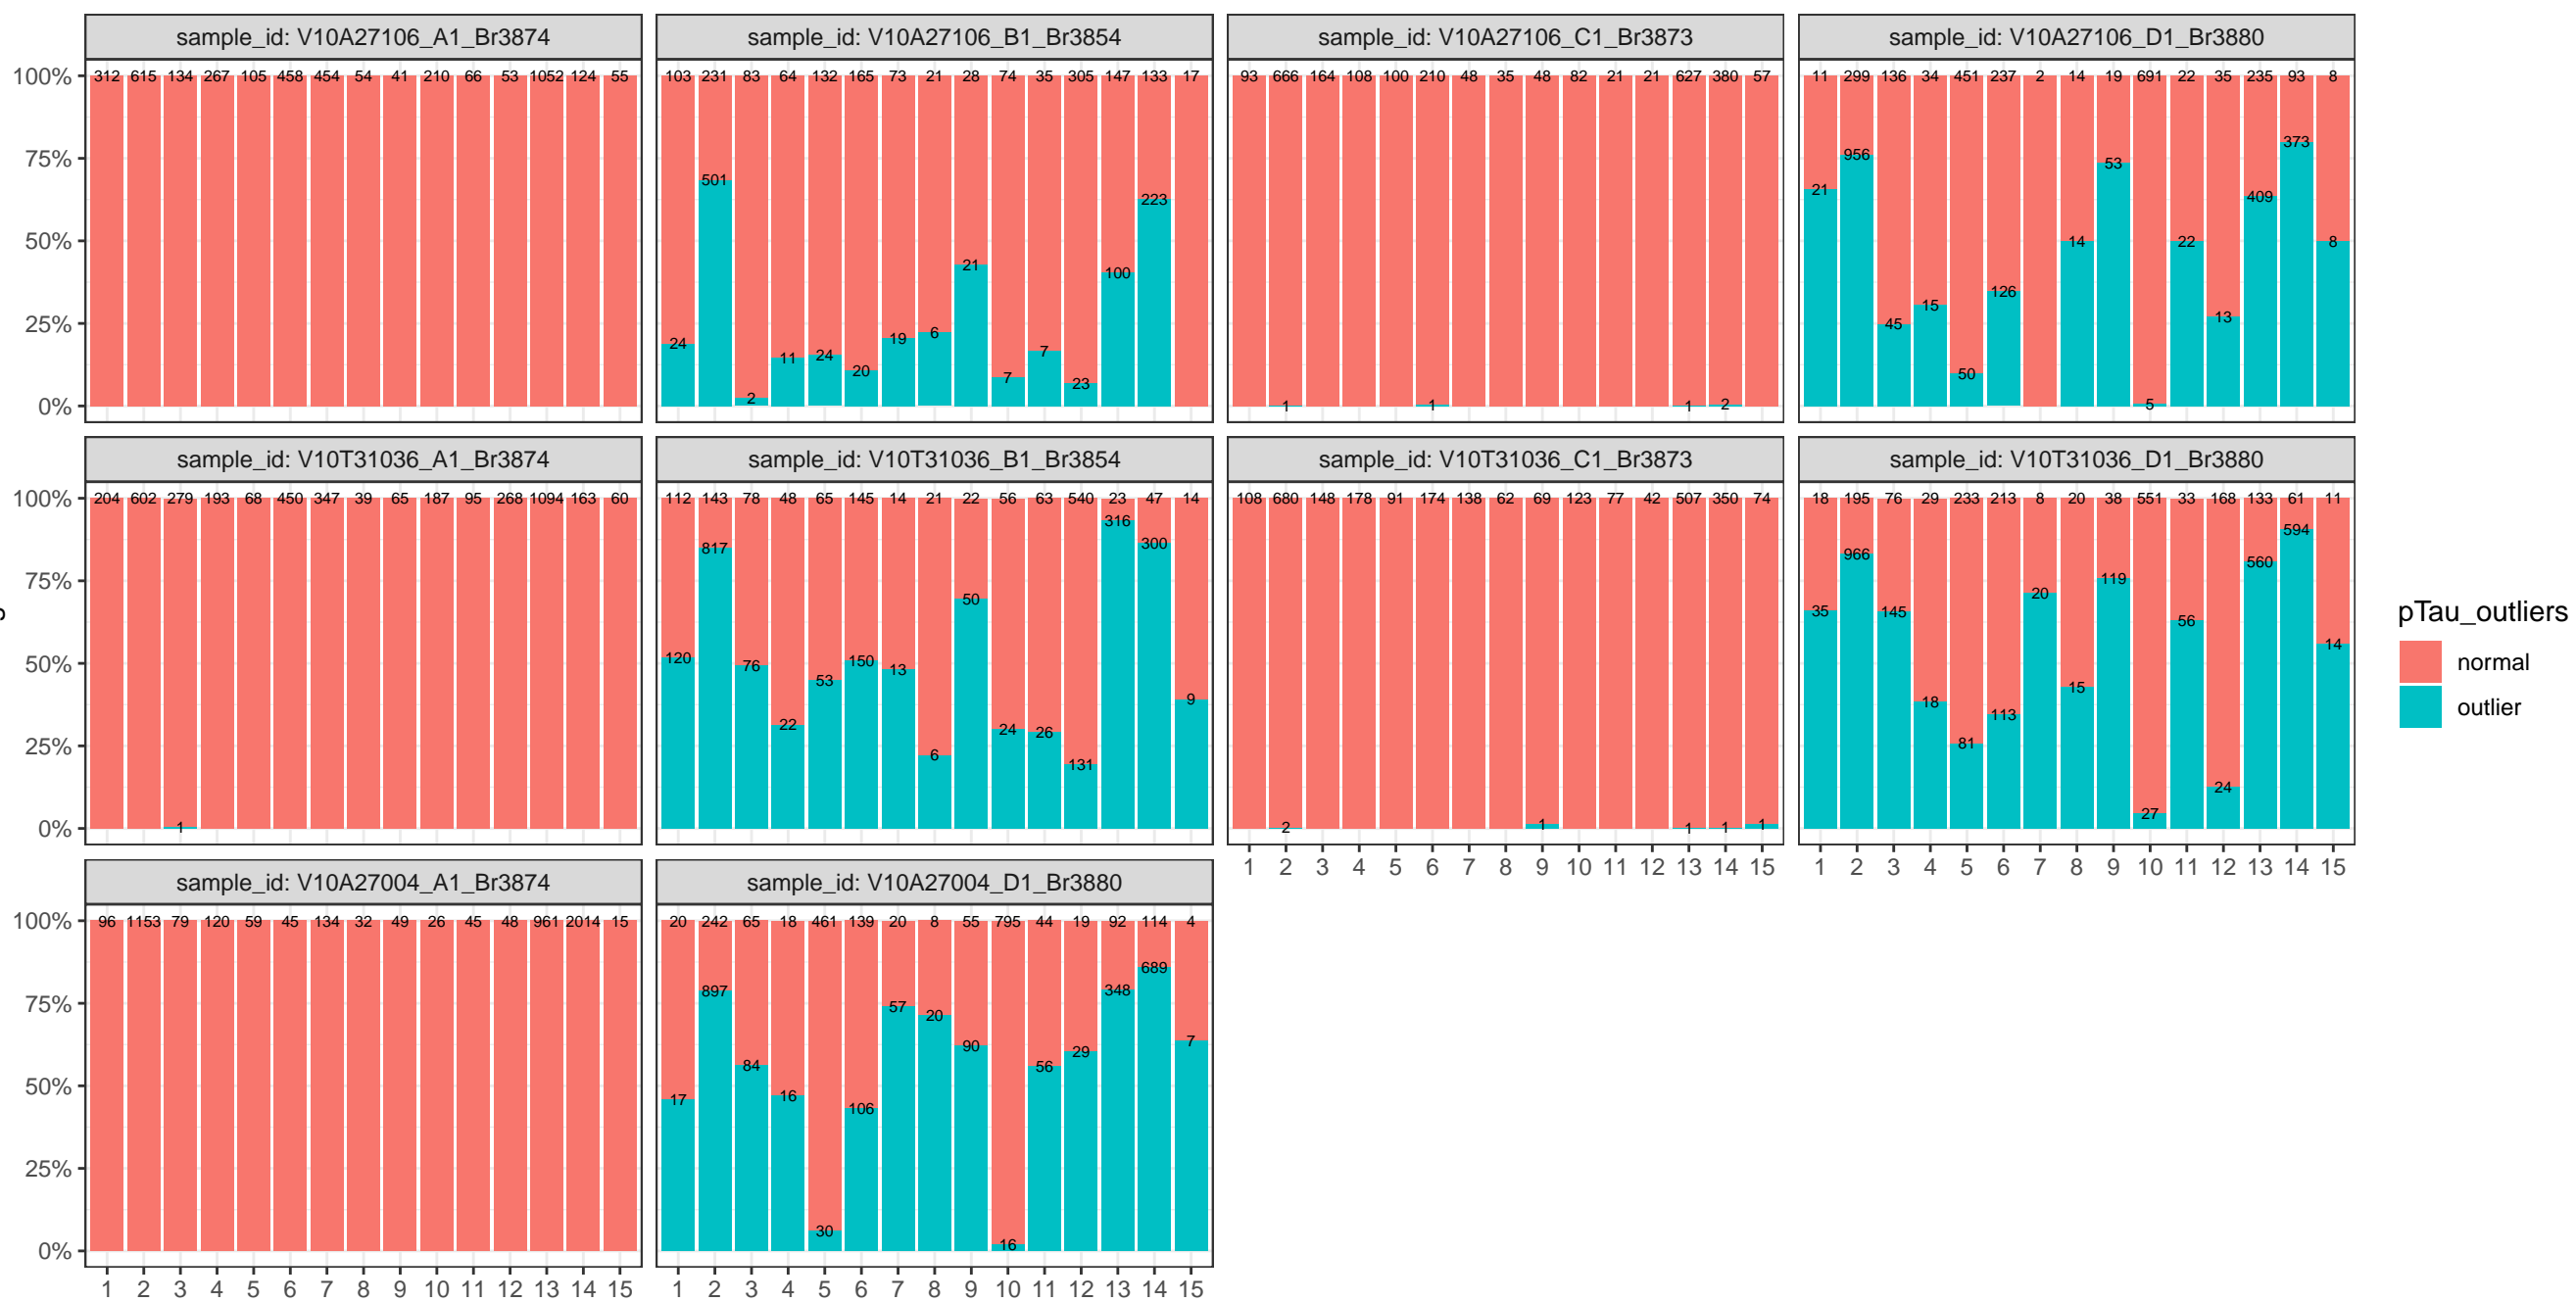 sample_id: V10A27106_A1_Br3874 sample_id: V10A27106_B1_Br3854 sample_id: V10A27106_C1_Br3873 sample_id: V10A27106_D1_Br3880
100% 312 615 134 267 105 458 454 54 41 210 66 53 1052 124 55
103 231 83 64 132 165 73 21 28 74 35 305 147 133 17
93 666 164 108 100 210 48 35 48 82 21 21 627 380 57
11 299 136 34 451 237 2 14 19 691 22 35 235 93 8
75%
50%
25%
0%
24 501 2 11 24 20 19 6 21 7 7 23 100 223
1 1 1 2
21 956 45 15 50 126 14 53 5 22 13 409 373 8
sample_id: V10T31036_A1_Br3874 sample_id: V10T31036_B1_Br3854 sample_id: V10T31036_C1_Br3873 sample_id: V10T31036_D1_Br3880
100% 204 602 279 193 68 450 347 39 65 187 95 268 1094 163 60
112 143 78 48 65 145 14 21 22 56 63 540 23 47 14
108 680 148 178 91 174 138 62 69 123 77 42 507 350 74
18 195 76 29 233 213 8 20 38 551 33 168 133 61 11
75%
50%
25%
0%
1
120 817 76 22 53 150 13 6 50 24 26 131 316 300 9
2 1 1 1 1
35 966 145 18 81 113 20 15 119 27 56 24 560 594 14
1 2 3 4 5 6 7 8 9 10 11 12 13 14 15
1 2 3 4 5 6 7 8 9 10 11 12 13 14 15
sample_id: V10A27004_A1_Br3874 sample_id: V10A27004_D1_Br3880
100% 96 1153 79 120 59 45 134 32 49 26 45 48 961 2014 15
20 242 65 18 461 139 20 8 55 795 44 19 92 114 4
75%
50%
25%
0%
17 897 84 16 30 106 57 20 90 16 56 29 348 689 7
1 2 3 4 5 6 7 8 9 10 11 12 13 14 15
1 2 3 4 5 6 7 8 9 10 11 12 13 14 15
pTau_outliers
normal
outlier